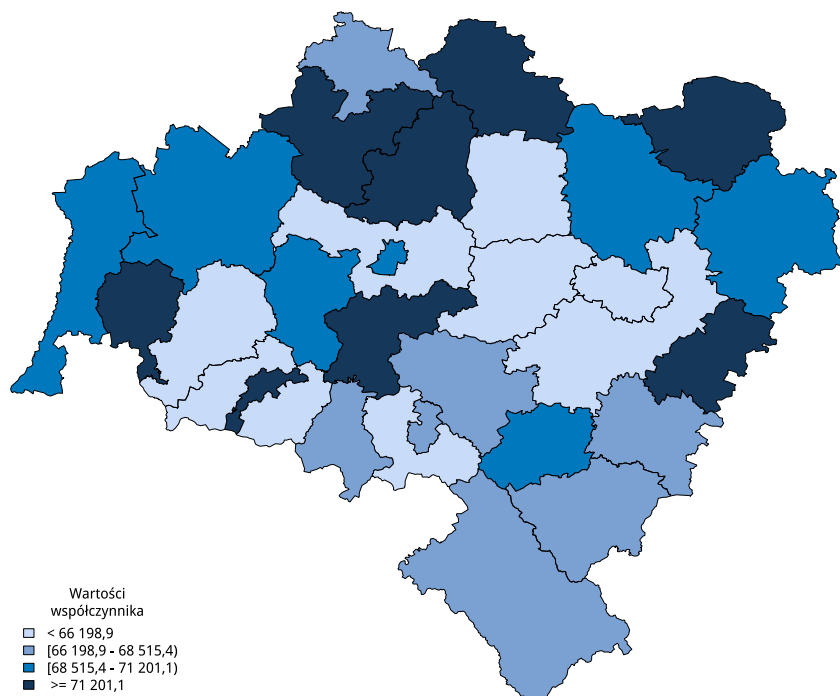 Wartości
współczynnika
< 66 198,9
[66 198,9 - 68 515,4)
[68 515,4 - 71 201,1)
>= 71 201,1